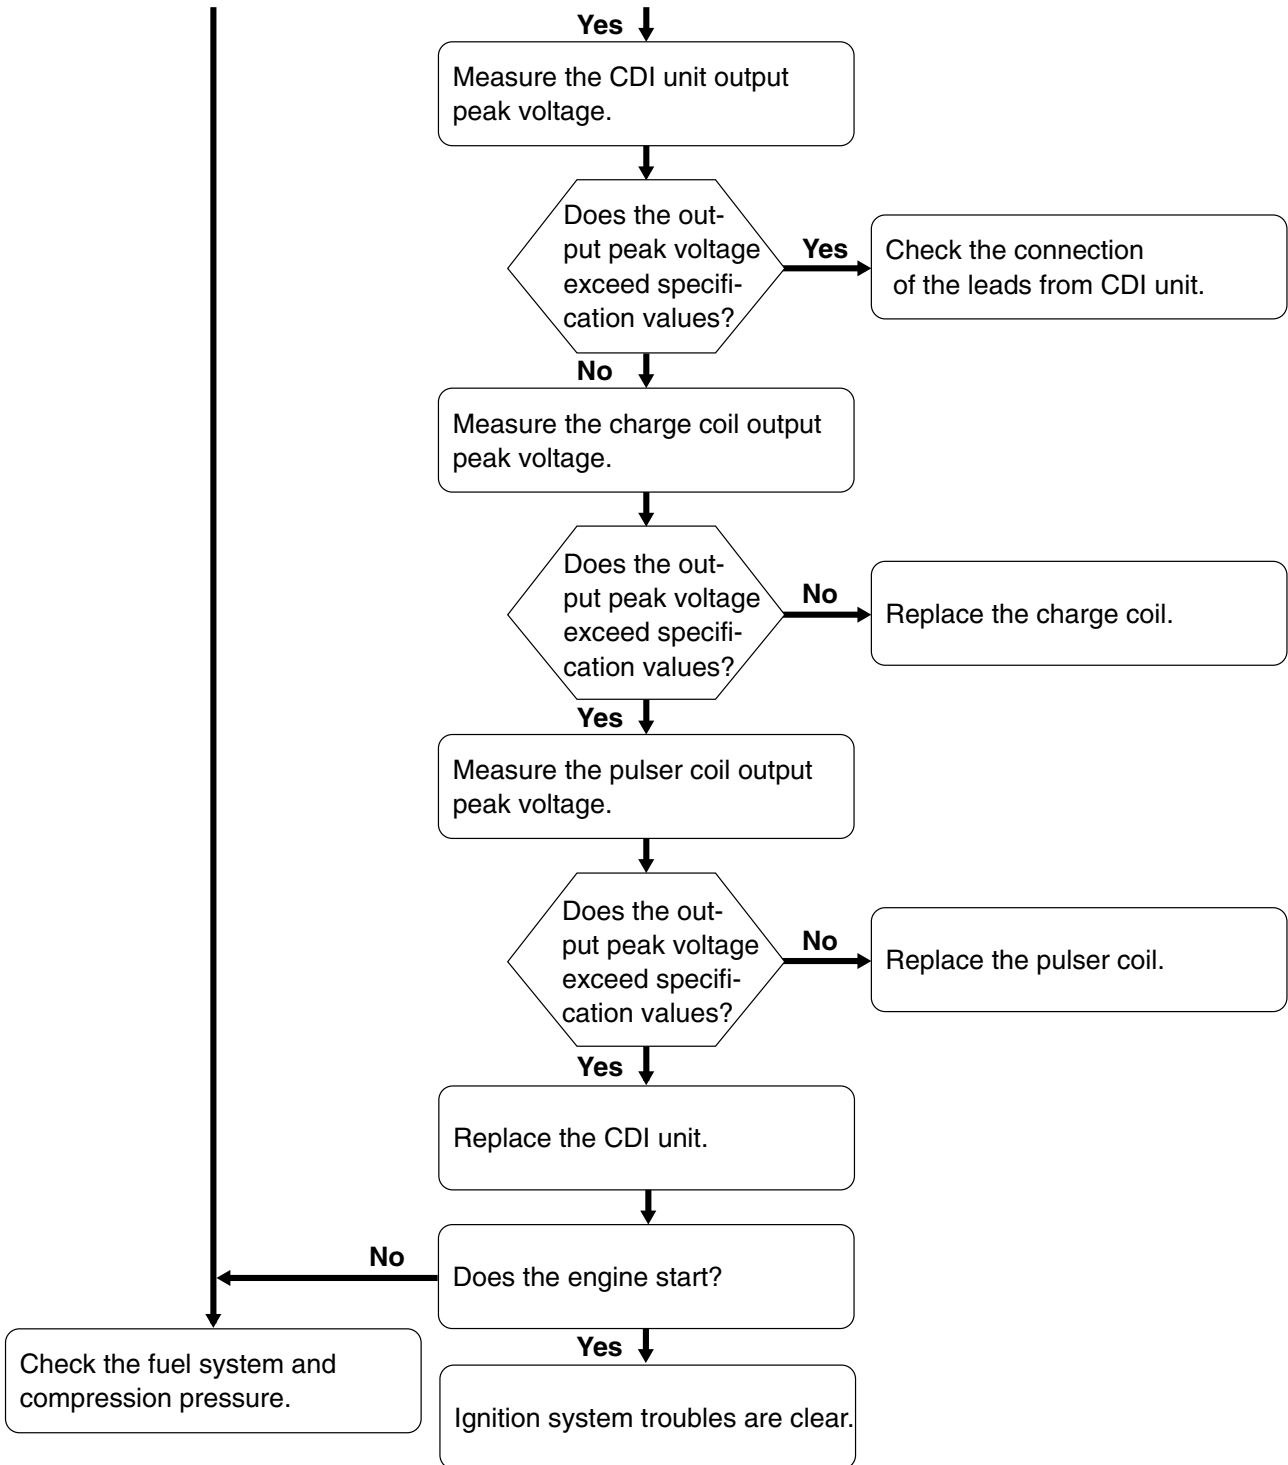 Yes
Measure the CDI unit output
peak voltage.
Does the out-
put peak voltage
exceed specifi-
cation values?
Yes
Check the connection
of the leads from CDI unit.
No
Measure the charge coil output
peak voltage.
Does the out-
put peak voltage
exceed specifi-
cation values?
No
Replace the charge coil.
Yes
Measure the pulser coil output
peak voltage.
Does the out-
put peak voltage
exceed specifi-
cation values?
No
Replace the pulser coil.
Yes
Replace the CDI unit.
Does the engine start?
No
Check the fuel system and
compression pressure.
Yes
Ignition system troubles are clear.